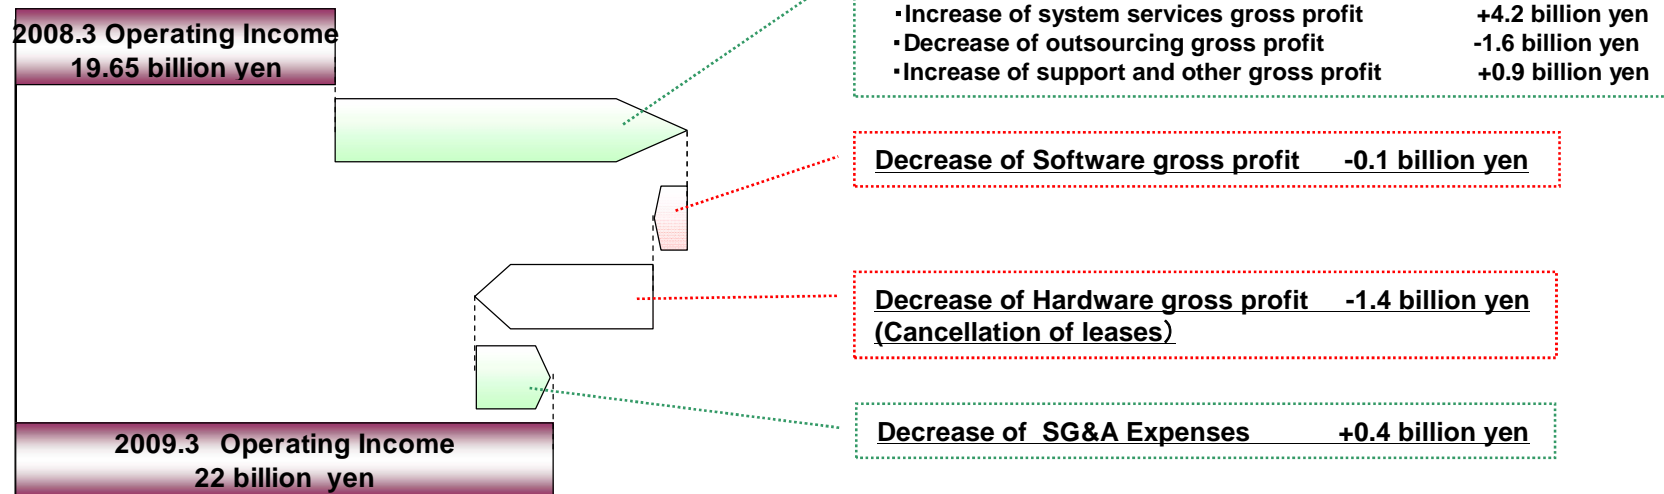 2008.3 Operating Income
19.65 billion yen
・Increase of system services gross profit +4.2 billion yen
・Decrease of outsourcing gross profit -1.6 billion yen
・Increase of support and other gross profit +0.9 billion yen
Decrease of Software gross profit -0.1 billion yen
Decrease of Hardware gross profit -1.4 billion yen
(Cancellation of leases）
Decrease of SG&A Expenses +0.4 billion yen
2009.3 Operating Income
22 billion yen